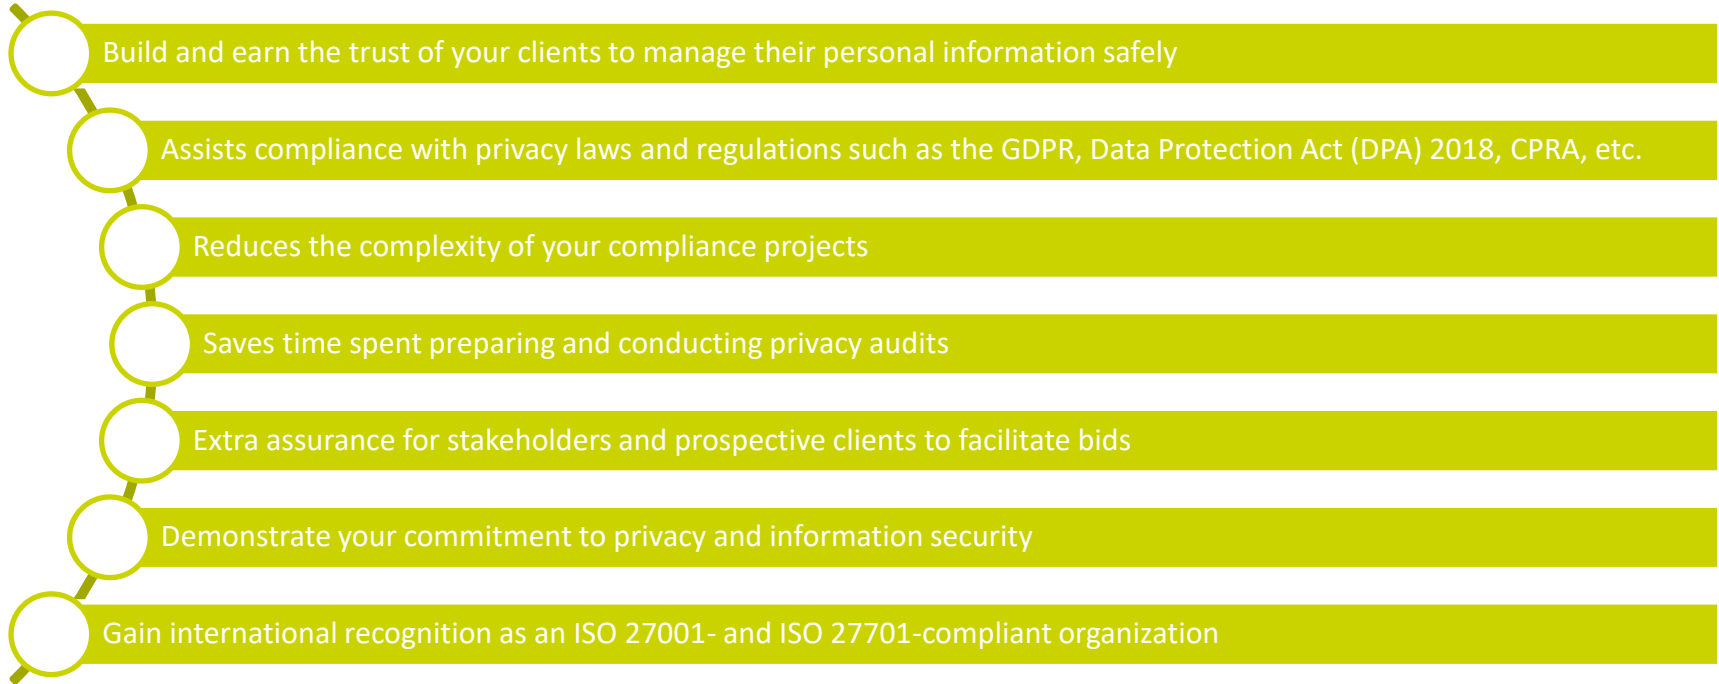 Build and earn the trust of your clients to manage their personal information safely
Assists compliance with privacy laws and regulations such as the GDPR, Data Protection Act (DPA) 2018, CPRA, etc.
Reduces the complexity of your compliance projects
Saves time spent preparing and conducting privacy audits
Extra assurance for stakeholders and prospective clients to facilitate bids
Demonstrate your commitment to privacy and information security
Gain international recognition as an ISO 27001- and ISO 27701-compliant organization